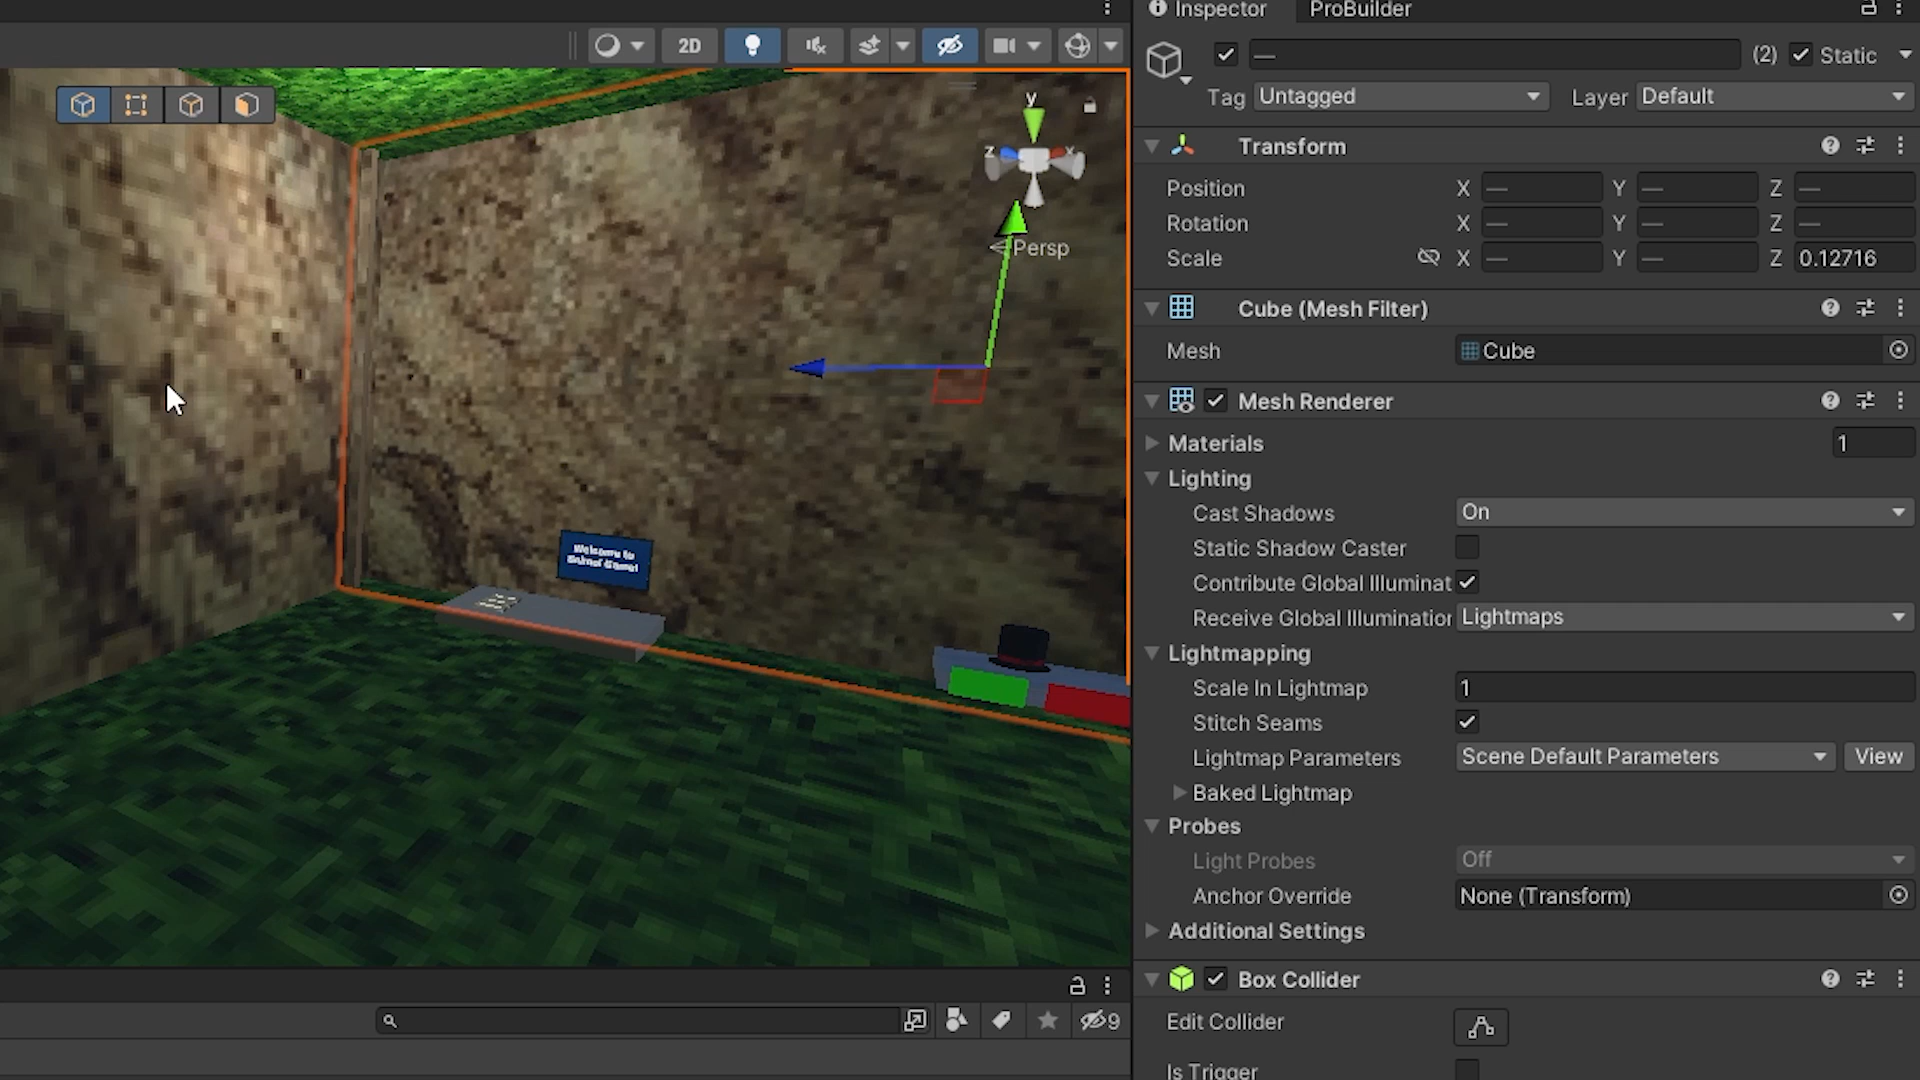 Inspector
ProBuilder
2D
— (2) Static
Tag Untagged Layer Default
y
z x
Persp
Transform
Position X — Y — Z —
Rotation X — Y — Z —
Scale X — Y — Z 0.12716
Cube (Mesh Filter)
Mesh Cube
Mesh Renderer
Materials 1
Lighting
Cast Shadows On
Static Shadow Caster
Contribute Global Illuminat
Receive Global Illumination Lightmaps
Lightmapping
Scale In Lightmap 1
Stitch Seams
Lightmap Parameters Scene Default Parameters View
Baked Lightmap
Probes
Light Probes Off
Anchor Override None (Transform)
Additional Settings
Box Collider
Edit Collider
Is Trigger
Welcome to
9